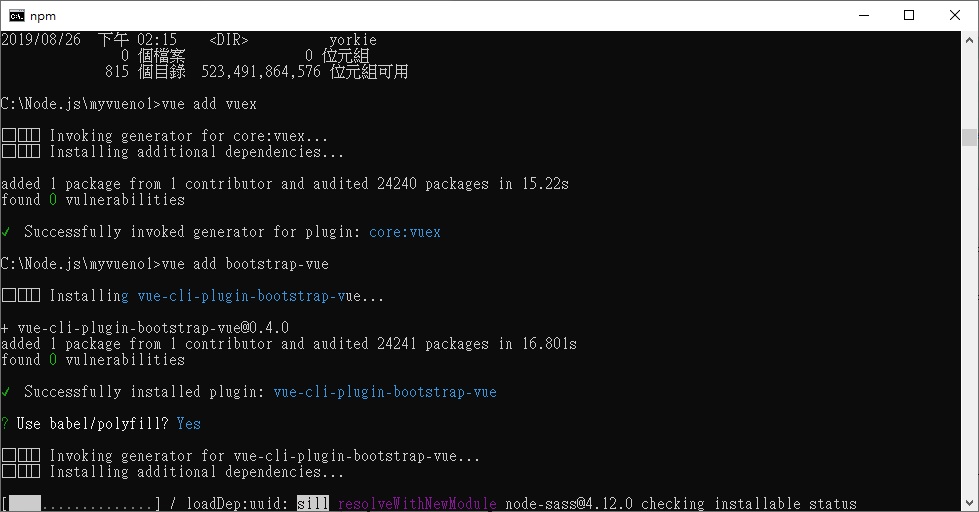 npm
2019/08/26  下午 02:15    <DIR>          yorkie
               0 個檔案               0 位元組
             815 個目錄  523,491,864,576 位元組可用
C:\Node.js\myvueno1>vue add vuex
Invoking generator for core:vuex...
Installing additional dependencies...
added 1 package from 1 contributor and audited 24240 packages in 15.22s
found 0 vulnerabilities
✓  Successfully invoked generator for plugin: core:vuex
C:\Node.js\myvueno1>vue add bootstrap-vue
Installing vue-cli-plugin-bootstrap-vue...
+ vue-cli-plugin-bootstrap-vue@0.4.0
added 1 package from 1 contributor and audited 24241 packages in 16.801s
found 0 vulnerabilities
✓  Successfully installed plugin: vue-cli-plugin-bootstrap-vue
? Use babel/polyfill? Yes
Invoking generator for vue-cli-plugin-bootstrap-vue...
Installing additional dependencies...
[    ..............] / loadDep:uuid: sill resolveWithNewModule node-sass@4.12.0 checking installable status